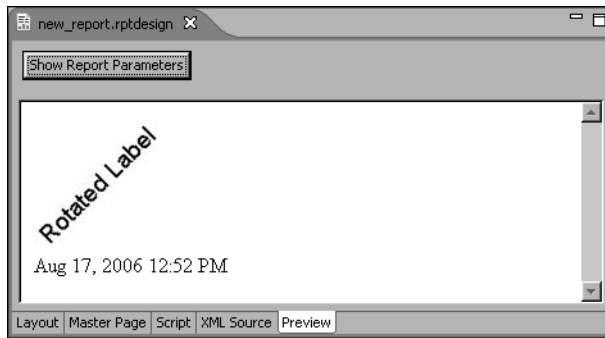 new_report.rptdesign
Show Report Parameters
Rotated Label
Aug 17, 2006 12:52 PM
Layout Master Page Script XML Source Preview